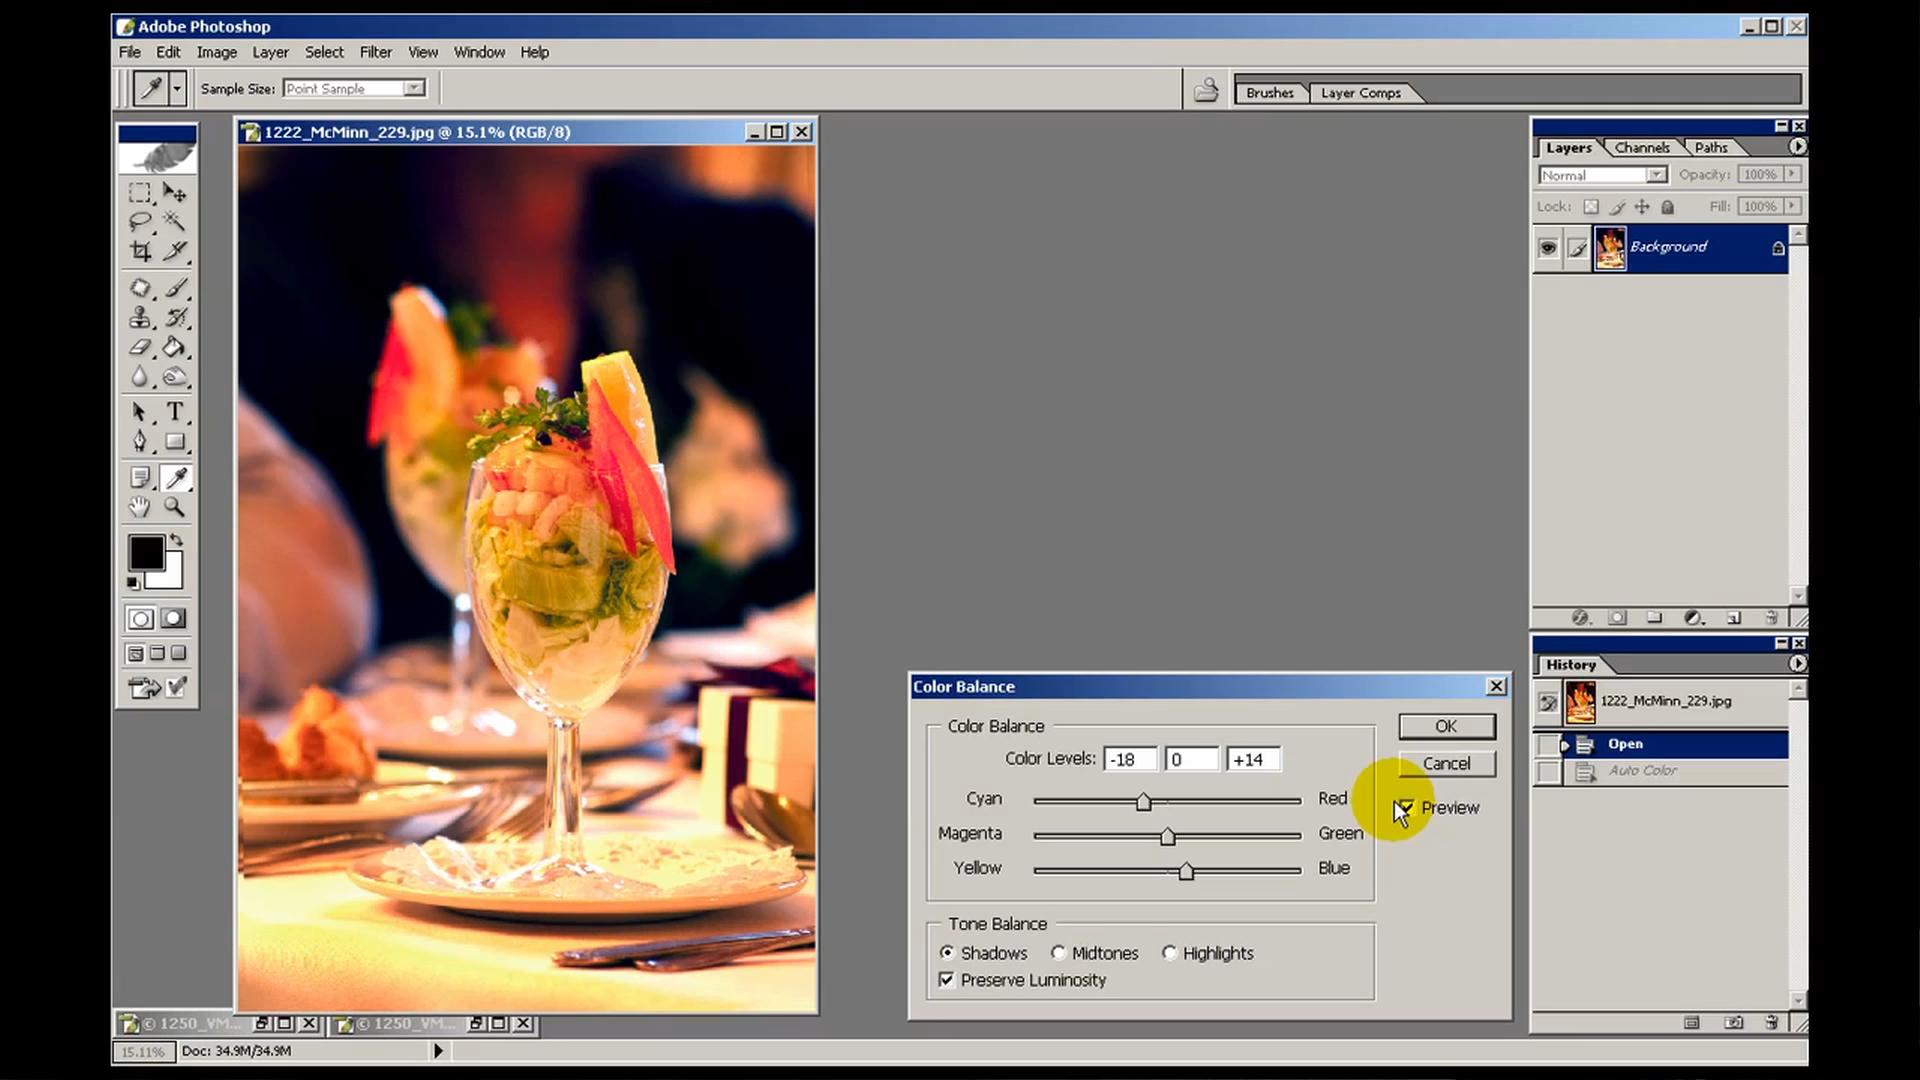 Adobe Photoshop
File Edit Image Layer Select Filter View Window Help
Sample Size: Point Sample
Brushes Layer Comps
1222_McMinn_229.jpg @ 15.1% (RGB/8)
Layers Channels Paths
Normal Opacity: 100%
Lock: Fill: 100%
Background
T
History
1222_McMinn_229.jpg
Open
Auto Color
Color Balance
Color Balance
Color Levels: -18 0 +14
Cyan Red
Magenta Green
Yellow Blue
OK
Cancel
Preview
Tone Balance
Shadows Midtones Highlights
Preserve Luminosity
© 1250_VM... © 1250_VM...
15.11% Doc: 34.9M/34.9M